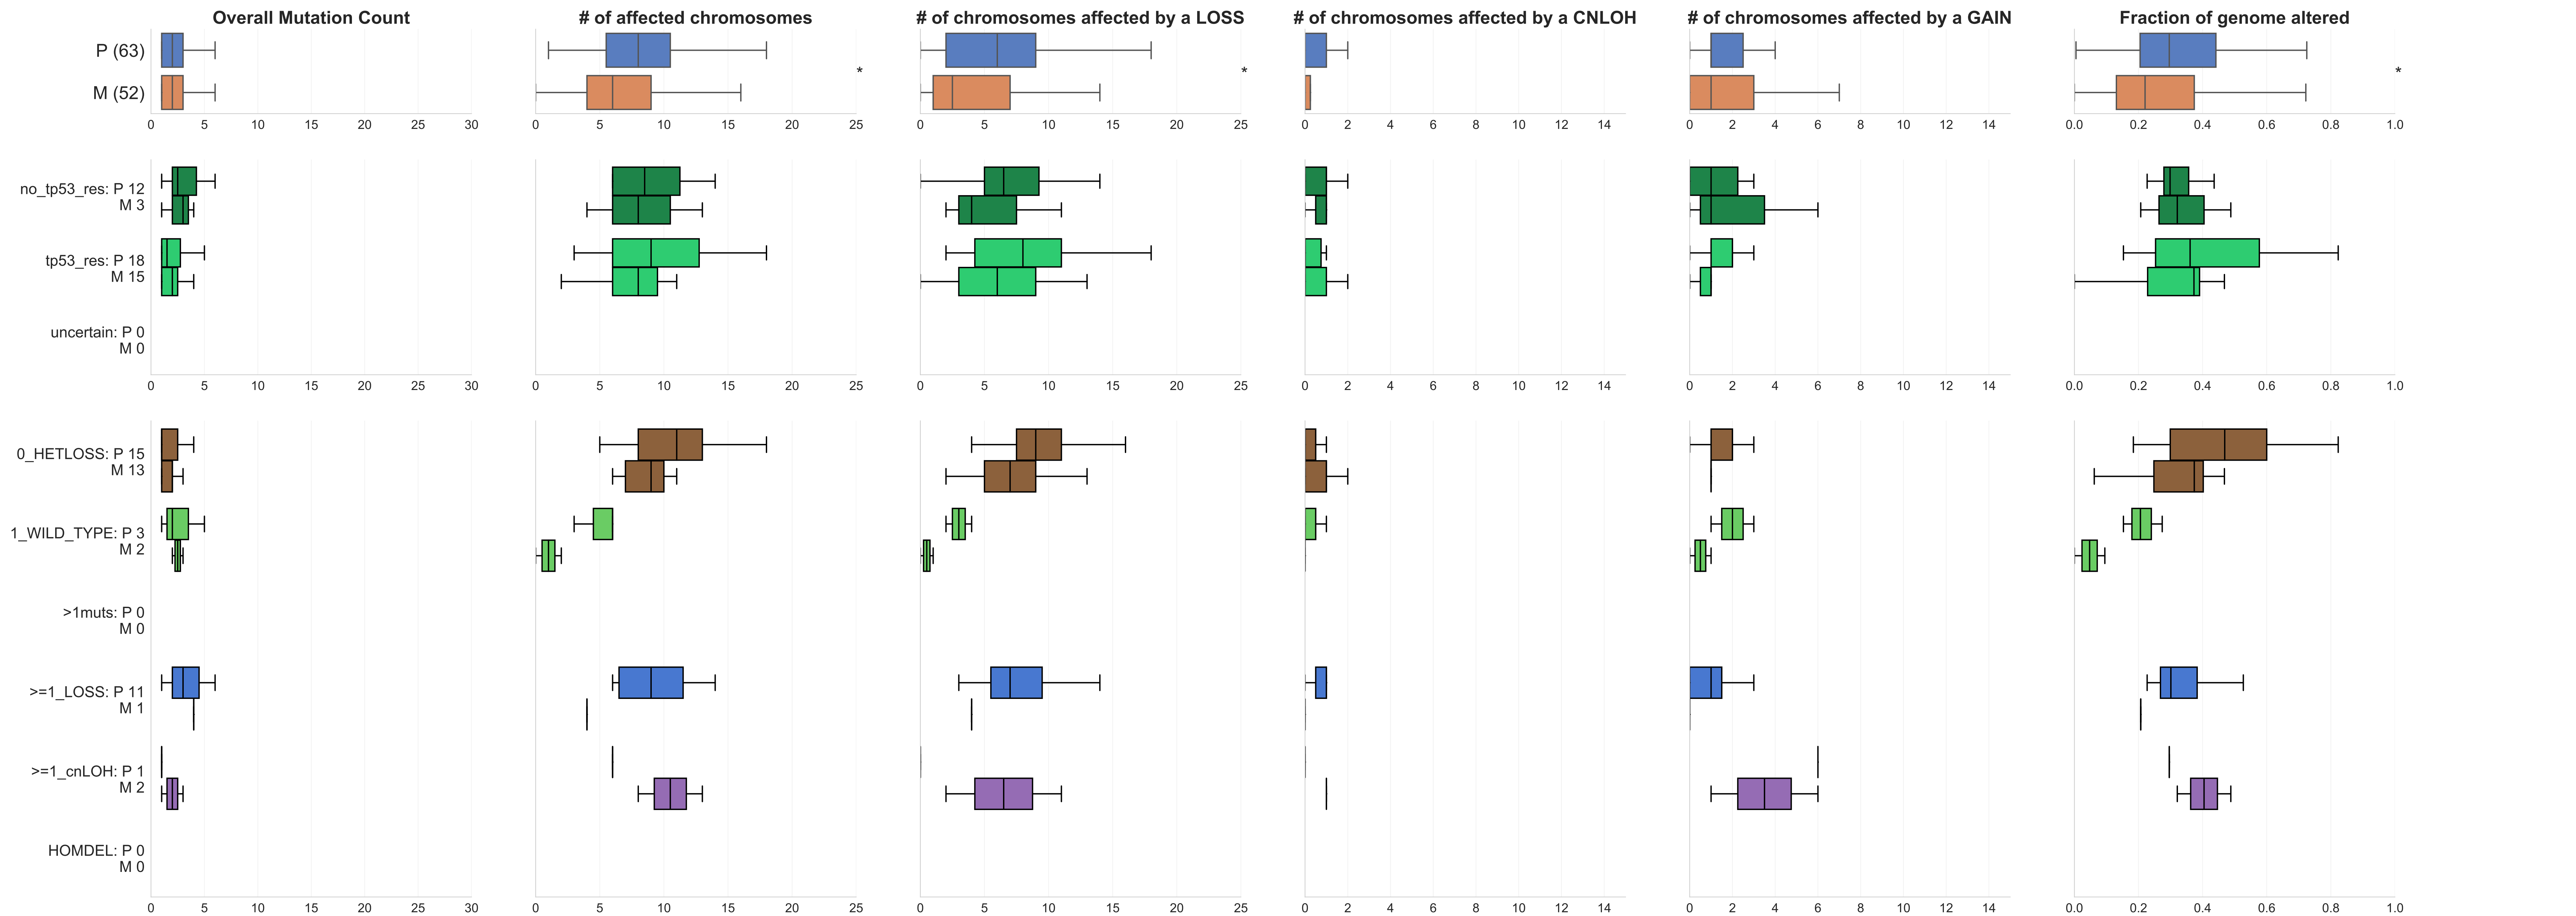 Overall Mutation Count
# of affected chromosomes
# of chromosomes affected by a LOSS
# of chromosomes affected by a CNLOH
# of chromosomes affected by a GAIN
Fraction of genome altered
P (63)
M (52)
*
*
*
0 5 10 15 20 25 30
0 5 10 15 20 25
0 5 10 15 20 25
0 2 4 6 8 10 12 14
0 2 4 6 8 10 12 14
0.0 0.2 0.4 0.6 0.8 1.0
no_tp53_res: P 12
M 3
tp53_res: P 18
M 15
uncertain: P 0
M 0
0 5 10 15 20 25 30
0 5 10 15 20 25
0 5 10 15 20 25
0 2 4 6 8 10 12 14
0 2 4 6 8 10 12 14
0.0 0.2 0.4 0.6 0.8 1.0
0_HETLOSS: P 15
M 13
1_WILD_TYPE: P 3
M 2
>1muts: P 0
M 0
>=1_LOSS: P 11
M 1
>=1_cnLOH: P 1
M 2
HOMDEL: P 0
M 0
0 5 10 15 20 25 30
0 5 10 15 20 25
0 5 10 15 20 25
0 2 4 6 8 10 12 14
0 2 4 6 8 10 12 14
0.0 0.2 0.4 0.6 0.8 1.0